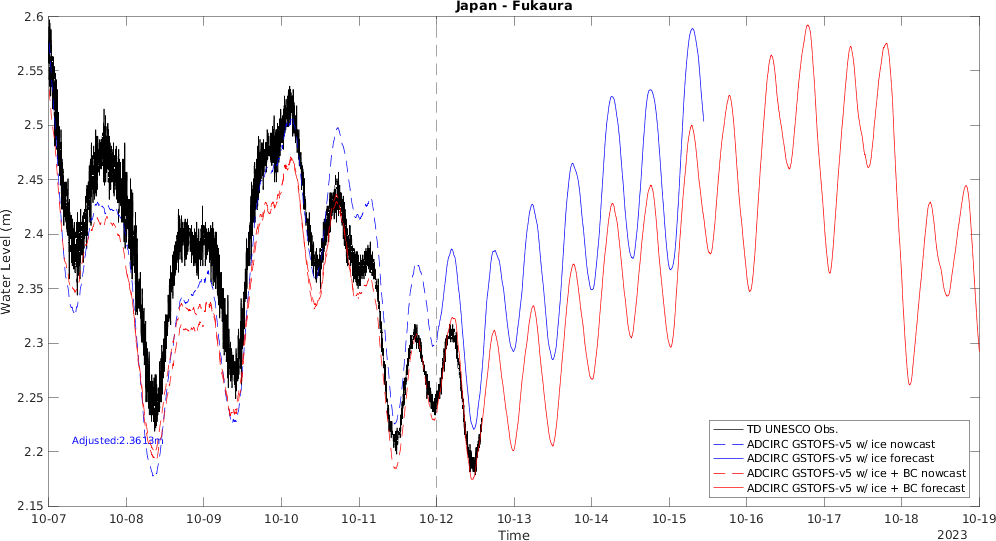 Japan - Fukaura
Water Level (m)
2.6
2.55
2.5
2.45
2.4
2.35
2.3
2.25
2.2
2.15
Adjusted:2.3613m
TD UNESCO Obs.
ADCIRC GSTOFS-v5 w/ ice nowcast
ADCIRC GSTOFS-v5 w/ ice forecast
ADCIRC GSTOFS-v5 w/ ice + BC nowcast
ADCIRC GSTOFS-v5 w/ ice + BC forecast
10-07 10-08 10-09 10-10 10-11 10-12 10-13 10-14 10-15 10-16 10-17 10-18 10-19
Time
2023